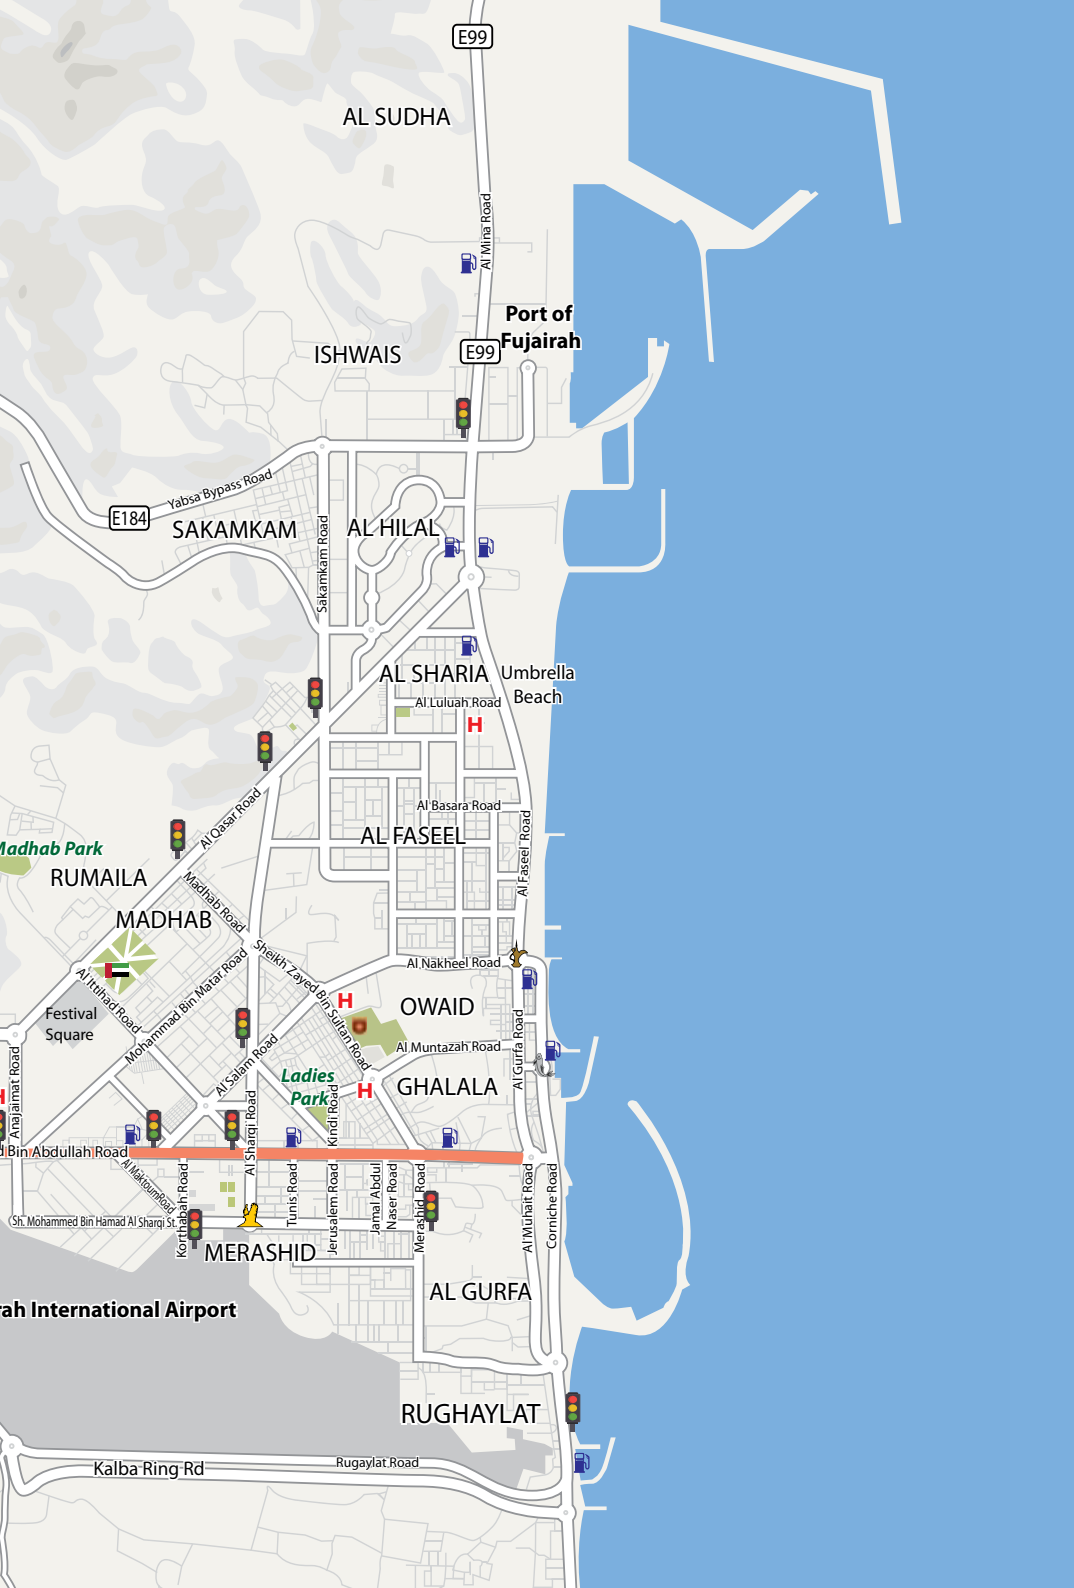 E99
AL SUDHA
Al Mina Road
Port of
Fujairah
E99
ISHWAIS
Yabsa Bypass Road
E184
SAKAMKAM
AL HILAL
Sakamkam Road
AL SHARIA
Umbrella
Beach
Al Luluah Road
H
Al Qasar Road
Al Basara Road
AL FASEEL
Al Faseel Road
Madhab Park
RUMAILA
Madhab Road
MADHAB
Sheikh Zayed Bin Sultan Road
Al Nakheel Road
Al Ittihad Road
Mohammad Bin Matar Road
H
OWAID
Festival
Square
Al Gurfa Road
Al Muntazah Road
Al Salam Road
Ladies
Park
H
GHALALA
Anajaimat Road
H
Kindi Road
Al Sharqi Road
Bin Abdullah Road
Al Maktoum Road
Korthabah Road
Tunis Road
Jerusalem Road
Jamal Abdul
Naser Road
Merashid Road
Al Muhait Road
Corniche Road
Sh. Mohammed Bin Hamad Al Sharqi St.
MERASHID
AL GURFA
rah International Airport
RUGHAYLAT
Kalba Ring Rd
Rugaylat Road